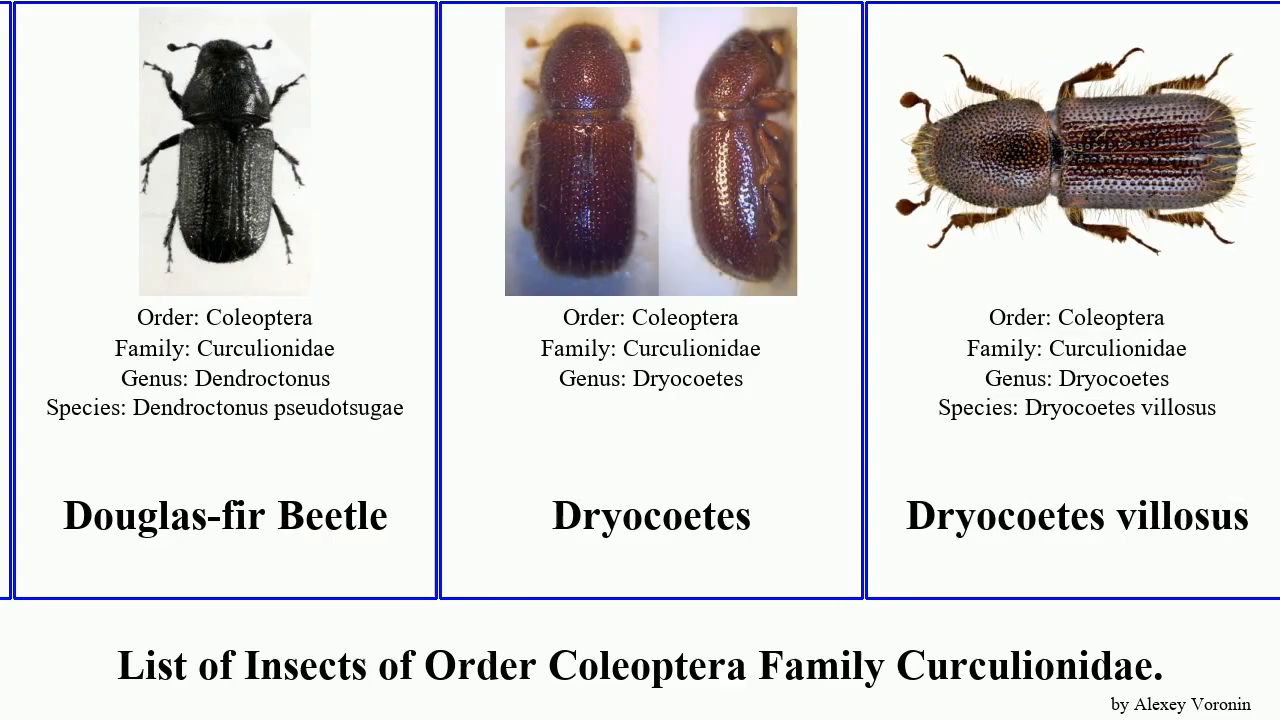 Order: Coleoptera
Family: Curculionidae
Genus: Dendroctonus
Species: Dendroctonus pseudotsugae
Douglas-fir Beetle
Order: Coleoptera
Family: Curculionidae
Genus: Dryocoetes
Dryocoetes
Order: Coleoptera
Family: Curculionidae
Genus: Dryocoetes
Species: Dryocoetes villosus
Dryocoetes villosus
List of Insects of Order Coleoptera Family Curculionidae.
by Alexey Voronin